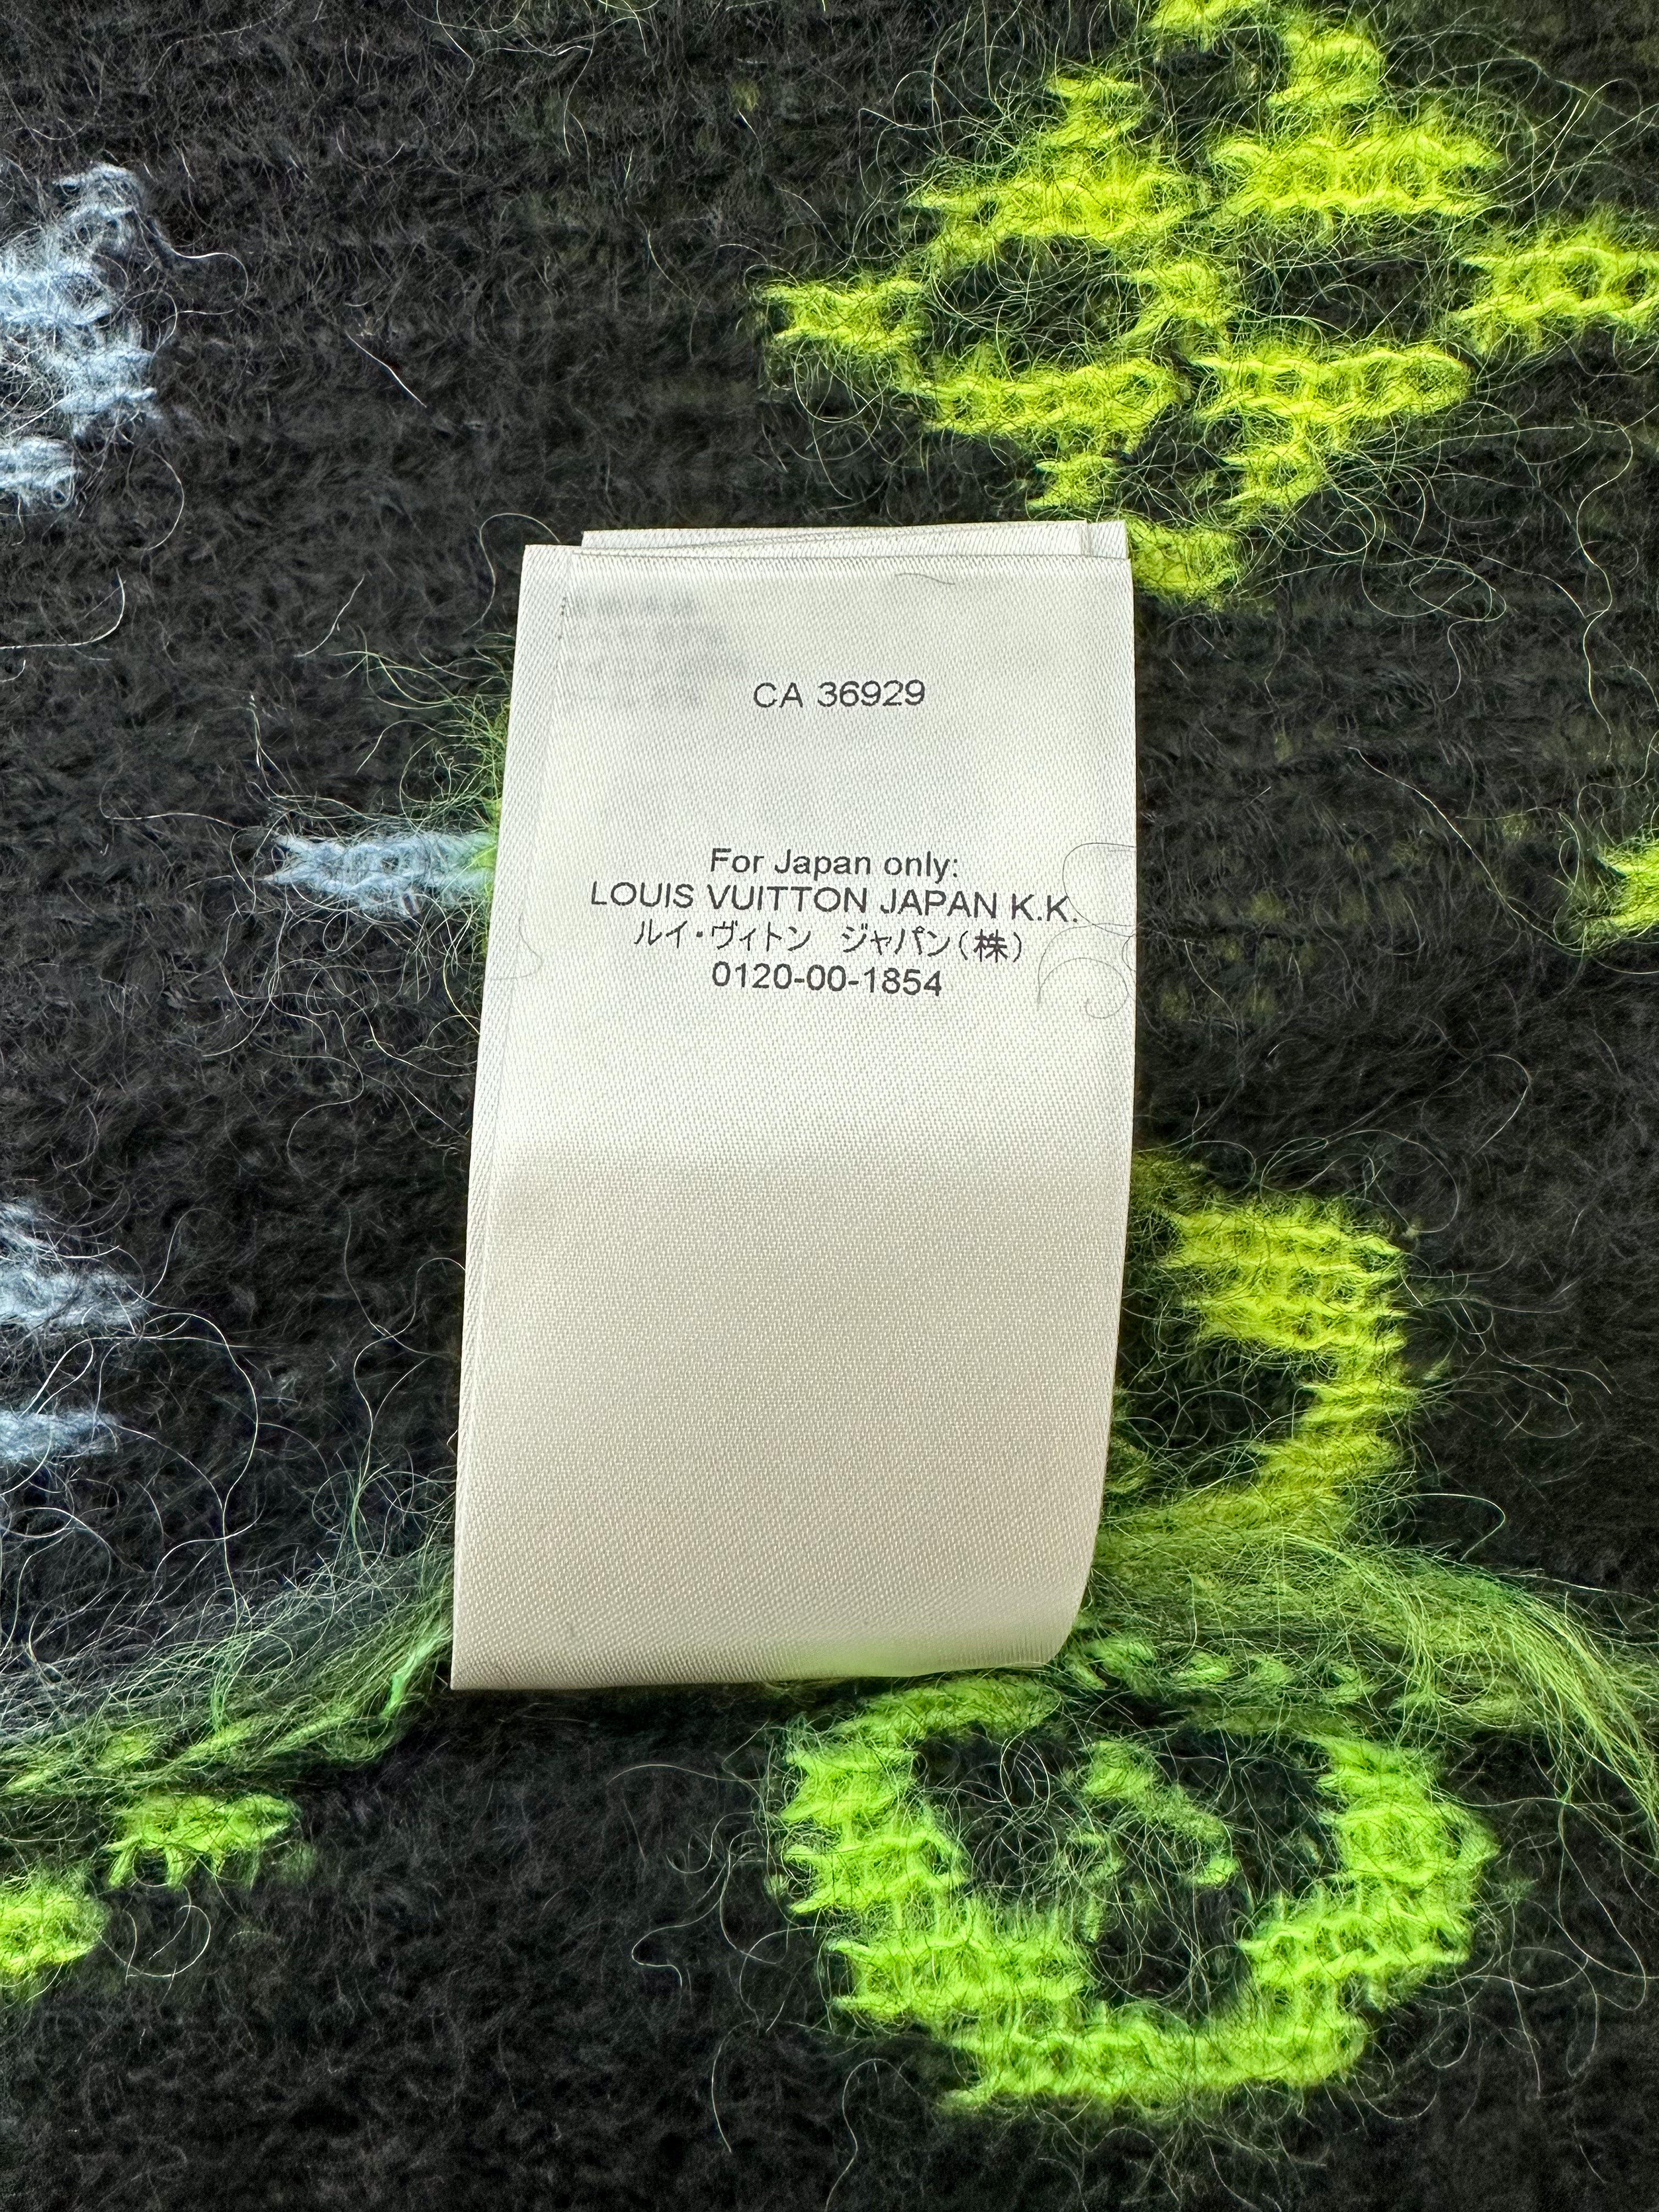 CA 36929
For Japan only:
LOUIS VUITTON JAPAN K.K.
ルイ・ヴィトン ジャパン(株)
0120-00-1854